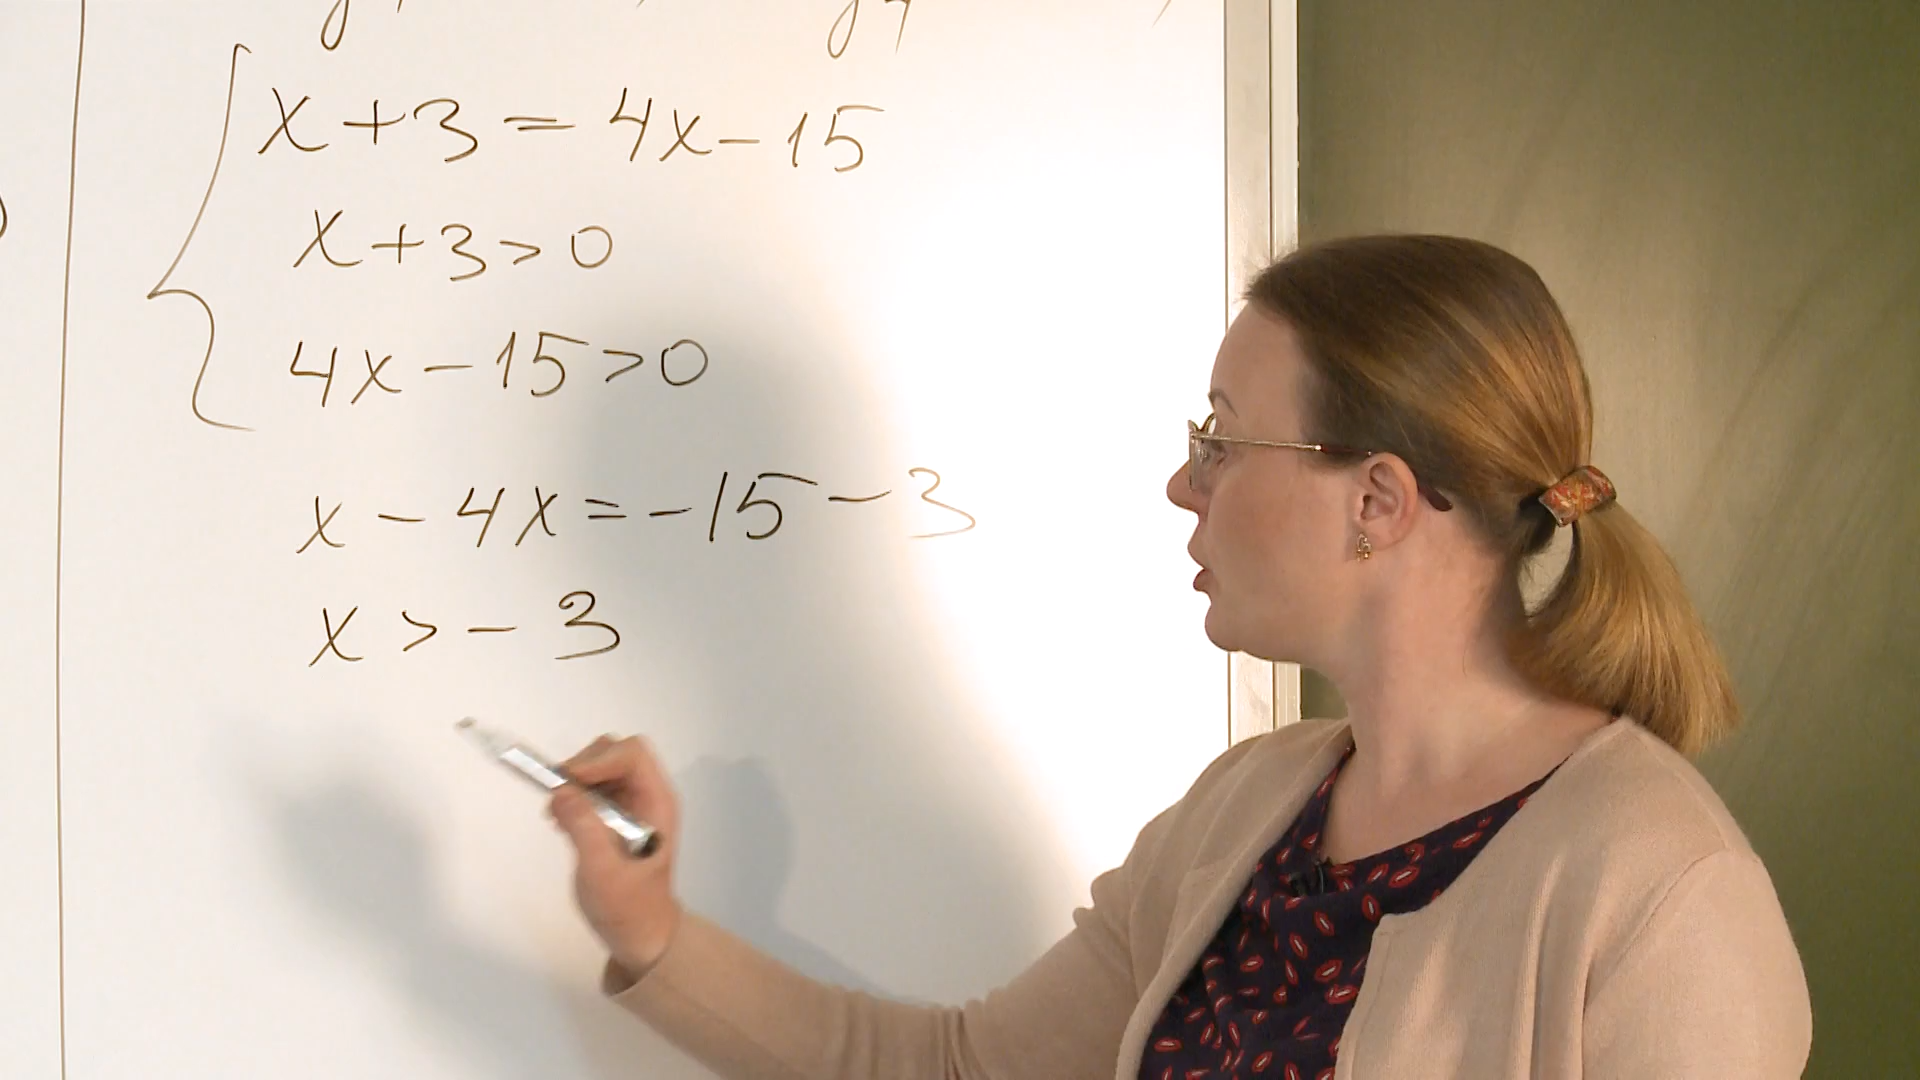 x + 3 = 4x - 15
x + 3 > 0
4x - 15 > 0
x - 4x = -15 - 3
x > - 3